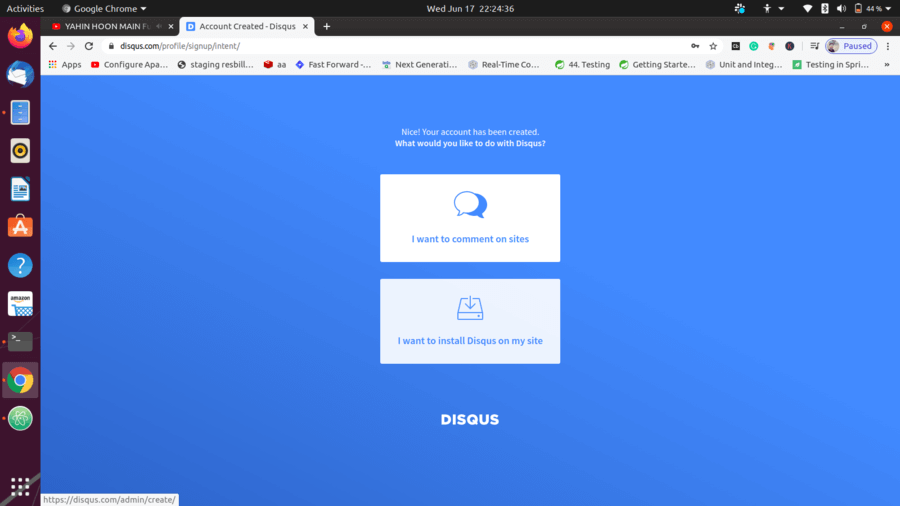 Activities
Google Chrome
Wed Jun 17 22:24:36
44 %
YAHIN HOON MAIN Fu
Account Created - Disqus
disqus.com/profile/signup/intent/
Paused
Apps
Configure Apa...
staging resbill...
aa
Fast Forward -...
Next Generati...
Real-Time Co...
44. Testing
Getting Starte...
Unit and Integ...
Testing in Spri...
»
Nice! Your account has been created.
What would you like to do with Disqus?
I want to comment on sites
I want to install Disqus on my site
DISQUS
amazon
https://disqus.com/admin/create/